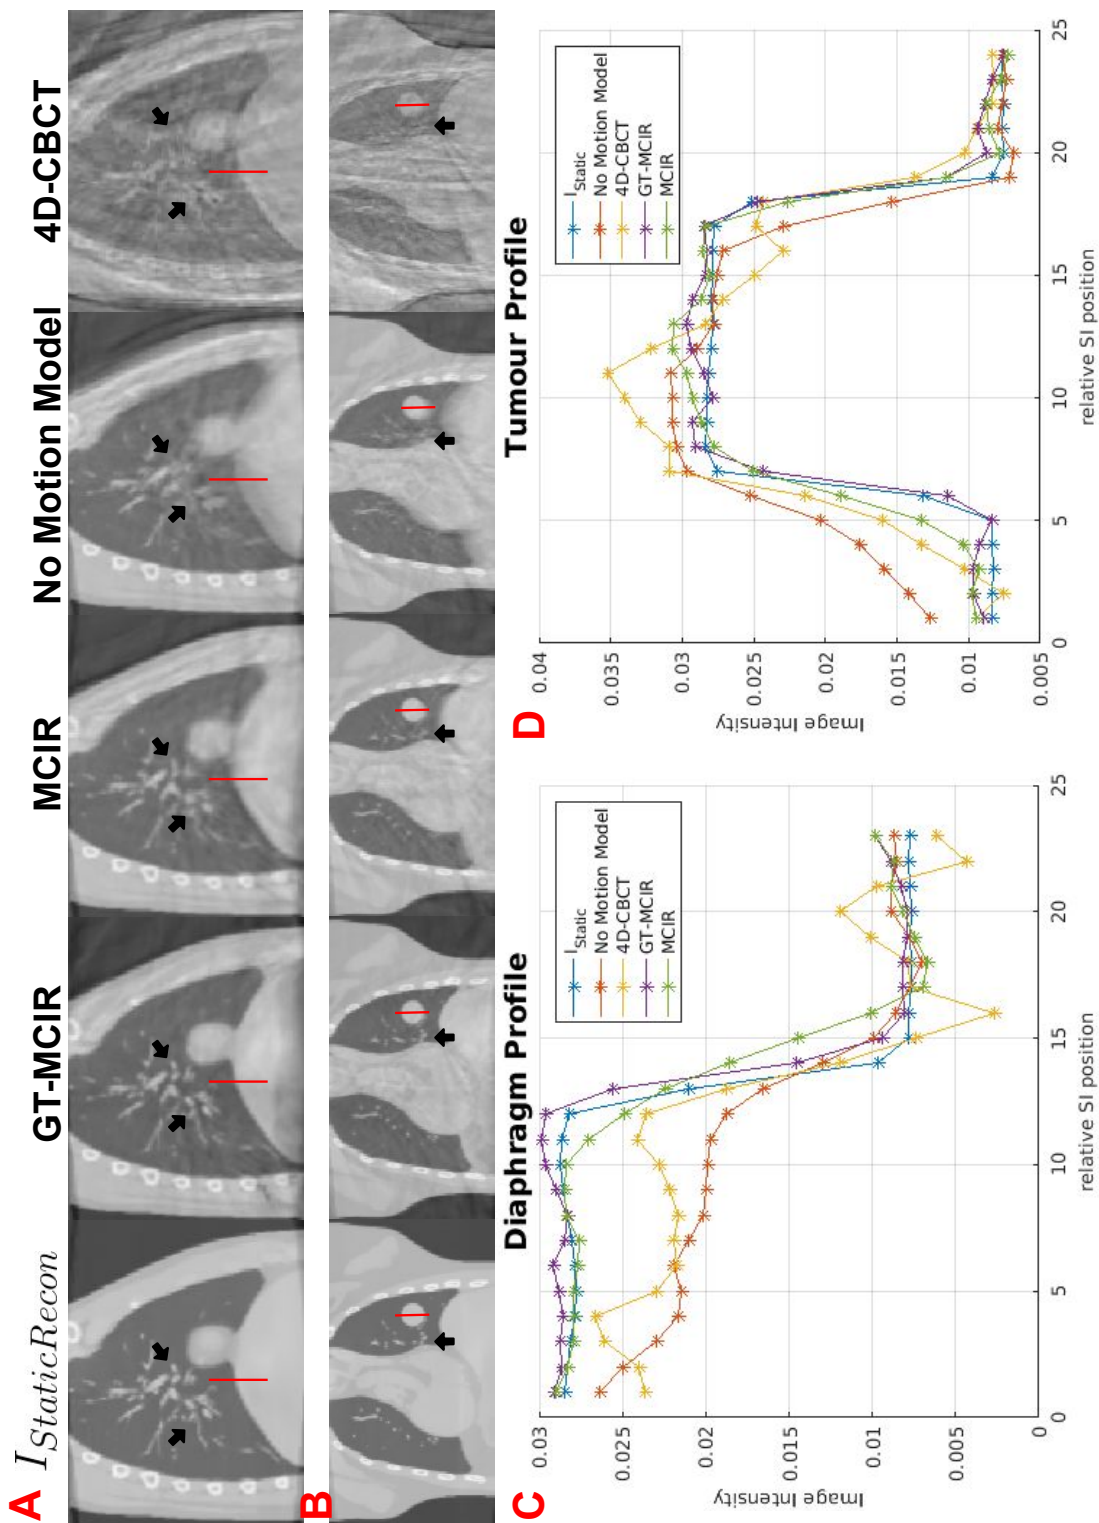 A I_StaticRecon GT-MCIR MCIR No Motion Model 4D-CBCT
B
C
Diaphragm Profile
I_Static
No Motion Model
4D-CBCT
GT-MCIR
MCIR
Image Intensity
0.03
0.025
0.02
0.015
0.01
0.005
0
0 5 10 15 20 25
relative SI position
D
Tumour Profile
I_Static
No Motion Model
4D-CBCT
GT-MCIR
MCIR
Image Intensity
0.04
0.035
0.03
0.025
0.02
0.015
0.01
0.005
0 5 10 15 20 25
relative SI position